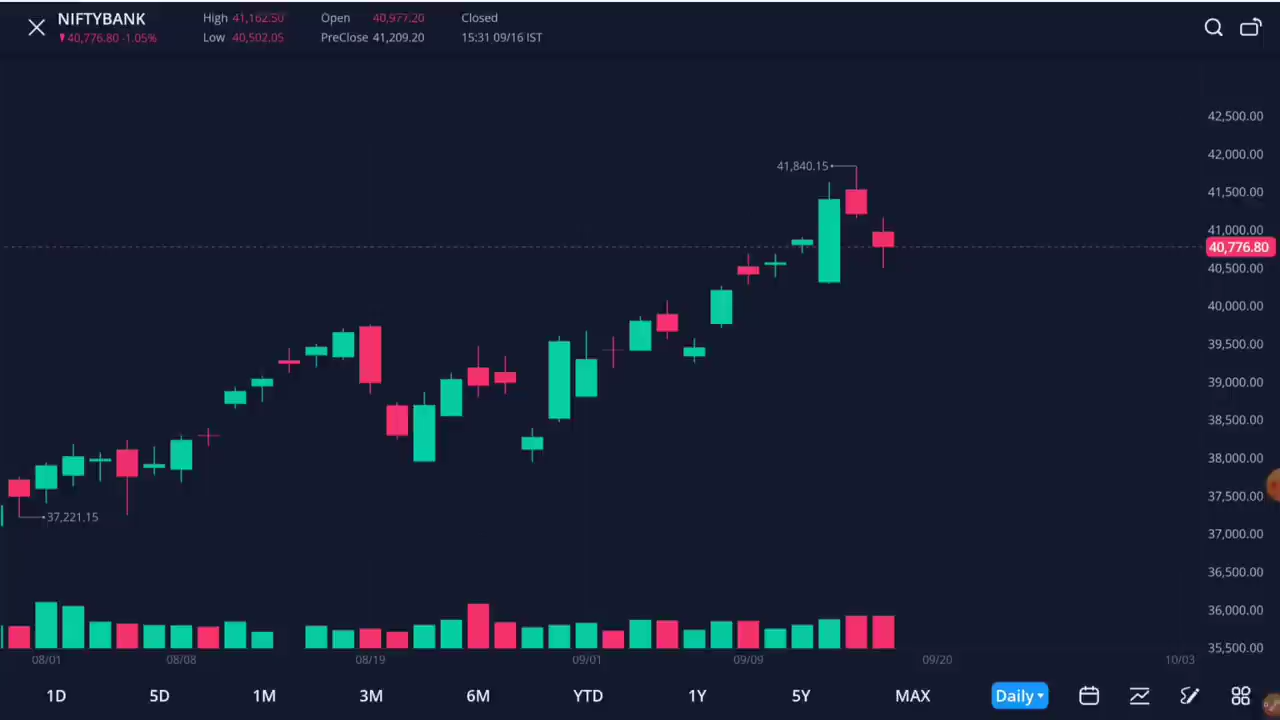 NIFTYBANK
40,776.80 -1.05%
High 41,162.50
Low 40,502.05
Open 40,977.20
PreClose 41,209.20
Closed
15:31 09/16 IST
42,500.00
42,000.00
41,840.15
41,500.00
41,000.00
40,776.80
40,500.00
40,000.00
39,500.00
39,000.00
38,500.00
38,000.00
37,500.00
37,221.15
37,000.00
36,500.00
36,000.00
35,500.00
08/01 08/08 08/19 09/01 09/09 09/20 10/03
1D 5D 1M 3M 6M YTD 1Y 5Y MAX Daily